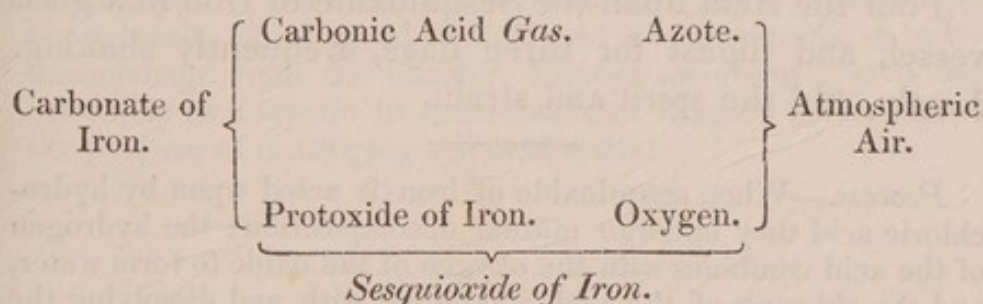 Carbonic Acid Gas. Azote.
Carbonate of Iron.
Atmospheric Air.
Protoxide of Iron. Oxygen.
Sesquioxide of Iron.